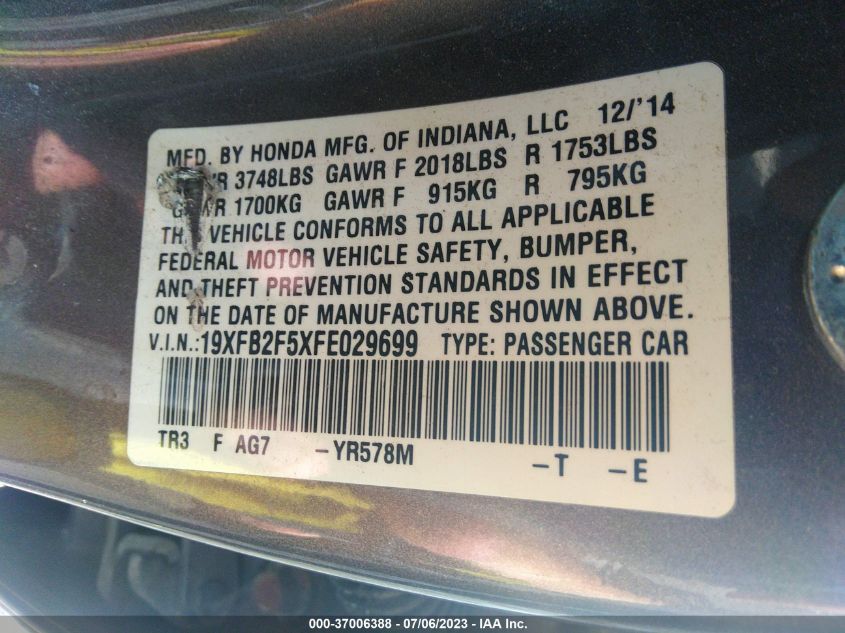 MFD. BY HONDA MFG. OF INDIANA, LLC 12/'14
3748LBS GAWR F 2018LBS R 1753LBS
1700KG GAWR F 915KG R 795KG
VEHICLE CONFORMS TO ALL APPLICABLE
FEDERAL MOTOR VEHICLE SAFETY, BUMPER,
AND THEFT PREVENTION STANDARDS IN EFFECT
ON THE DATE OF MANUFACTURE SHOWN ABOVE.
V.I.N.:19XFB2F5XFE029699 TYPE: PASSENGER CAR
TR3 F AG7 -YR578M -T -E
000-37006388 - 07/06/2023 - IAA Inc.